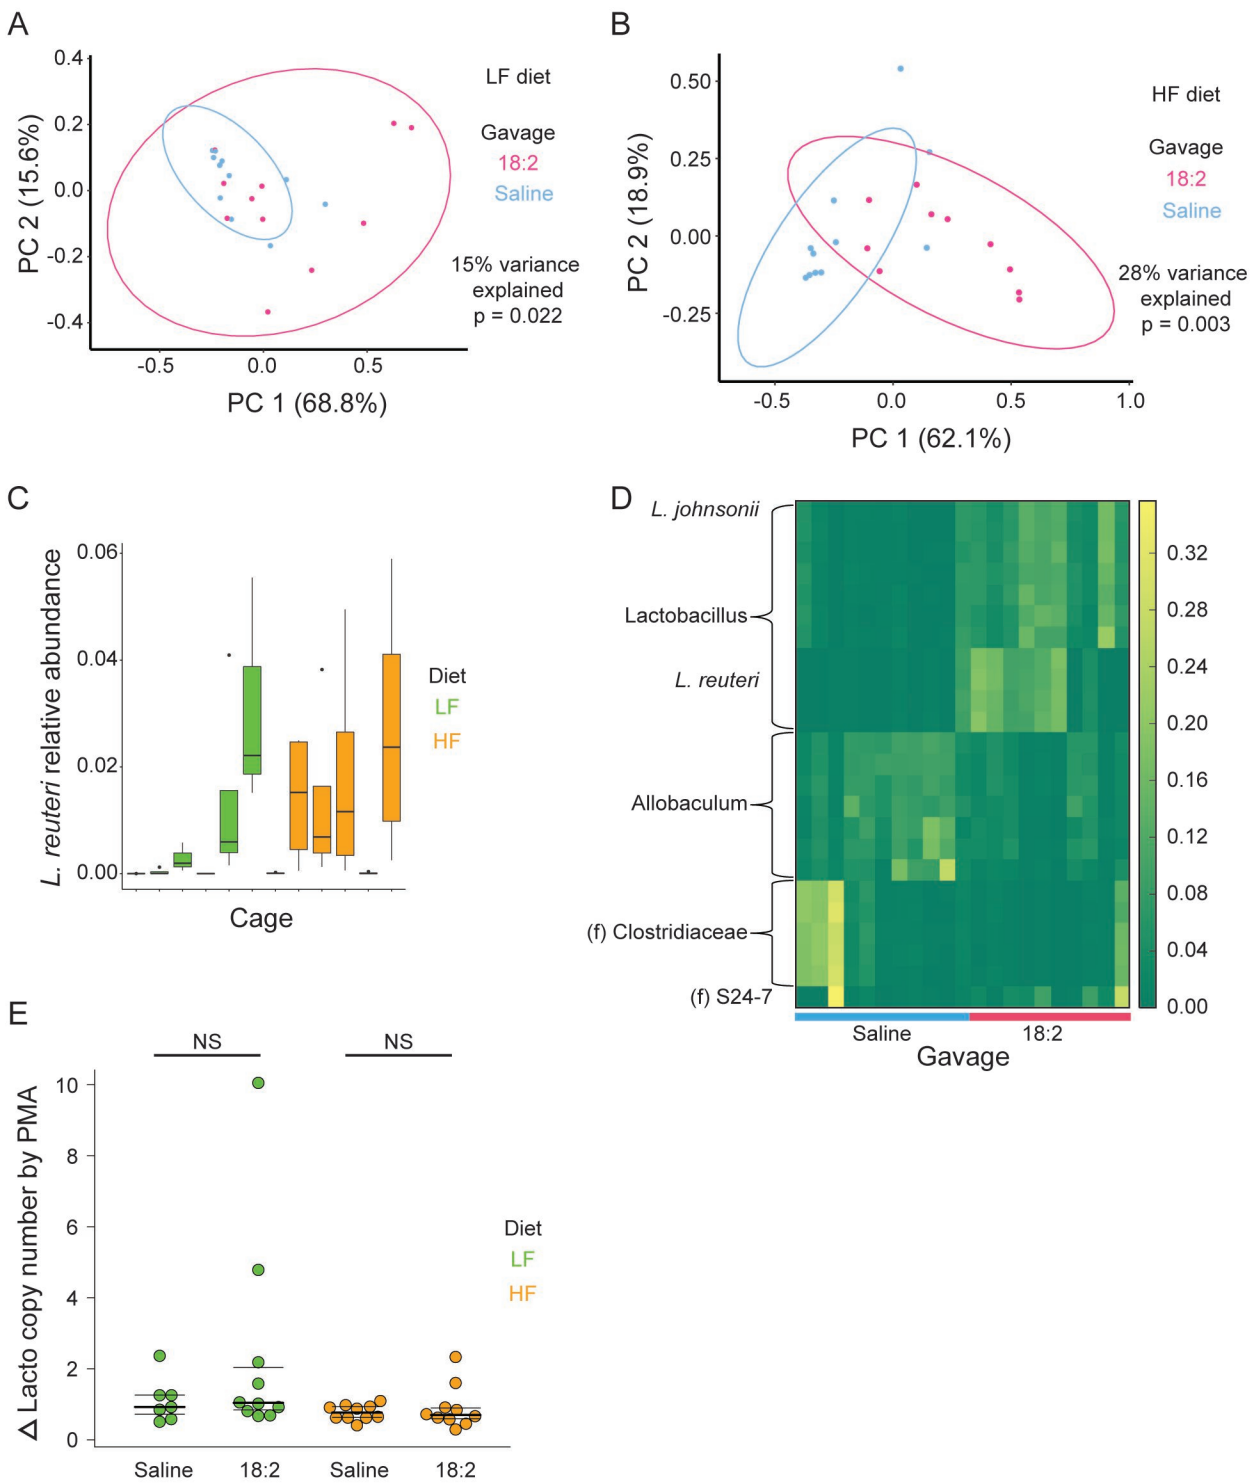 A
0.4
0.2
0.0
-0.2
-0.4
PC 2 (15.6%)
-0.5
0.0
0.5
PC 1 (68.8%)
LF diet
Gavage
18:2
Saline
15% variance
explained
p = 0.022
B
0.50
0.25
0.00
-0.25
PC 2 (18.9%)
-0.5
0.0
0.5
1.0
PC 1 (62.1%)
HF diet
Gavage
18:2
Saline
28% variance
explained
p = 0.003
C
L. reuteri relative abundance
0.06
0.04
0.02
0.00
Cage
Diet
LF
HF
D
L. johnsonii
Lactobacillus
L. reuteri
Allobaculum
(f) Clostridiaceae
(f) S24-7
Saline
18:2
Gavage
0.32
0.28
0.24
0.20
0.16
0.12
0.08
0.04
0.00
E
NS
NS
Δ Lacto copy number by PMA
10
8
6
4
2
0
Saline
18:2
Saline
18:2
Diet
LF
HF